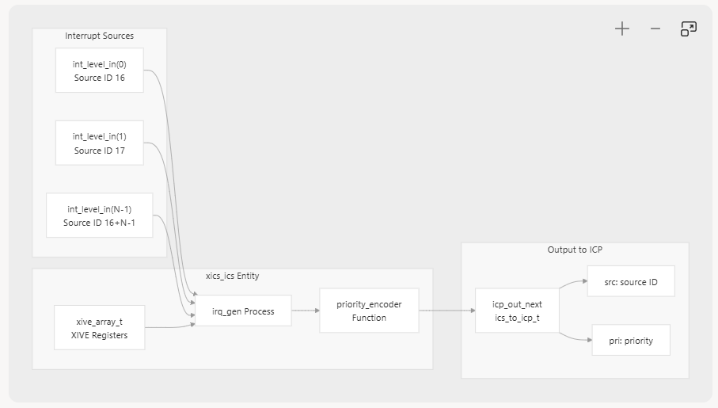 Interrupt Sources
int_level_in(0)
Source ID 16
int_level_in(1)
Source ID 17
int_level_in(N-1)
Source ID 16+N-1
xics_ics Entity
xive_array_t
XIVE Registers
irq_gen Process
priority_encoder
Function
Output to ICP
icp_out_next
ics_to_icp_t
src: source ID
pri: priority